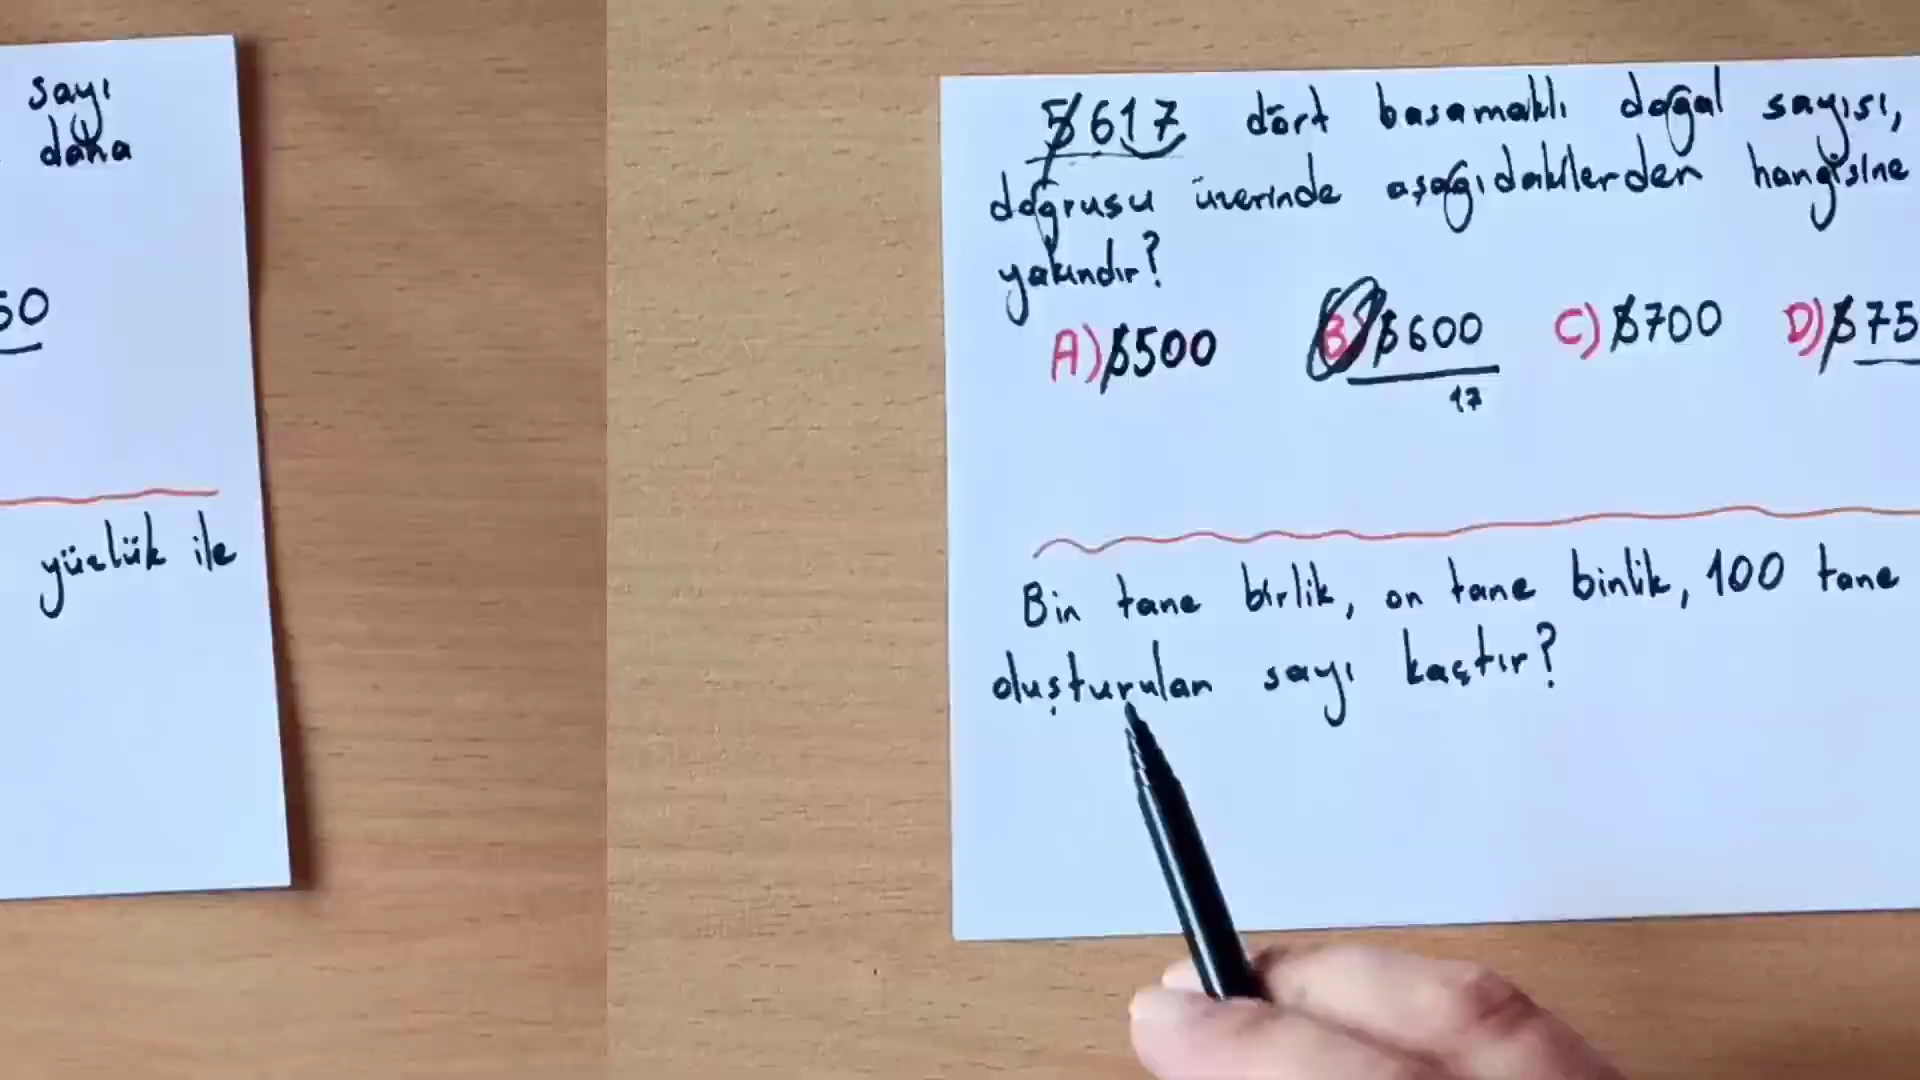 sayı
daha
50
yüzlük ile
5617 dört basamaklı doğal sayısı,
doğrusu üzerinde aşağıdakilerden hangisine
yakındır?
A) 5500 B) 5600 C) 5700 D) 575
17
Bin tane birlik, on tane binlik, 100 tane
oluşturulan sayı kaçtır?